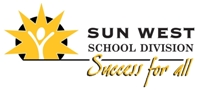 SUN WEST
SCHOOL DIVISION
Success for all